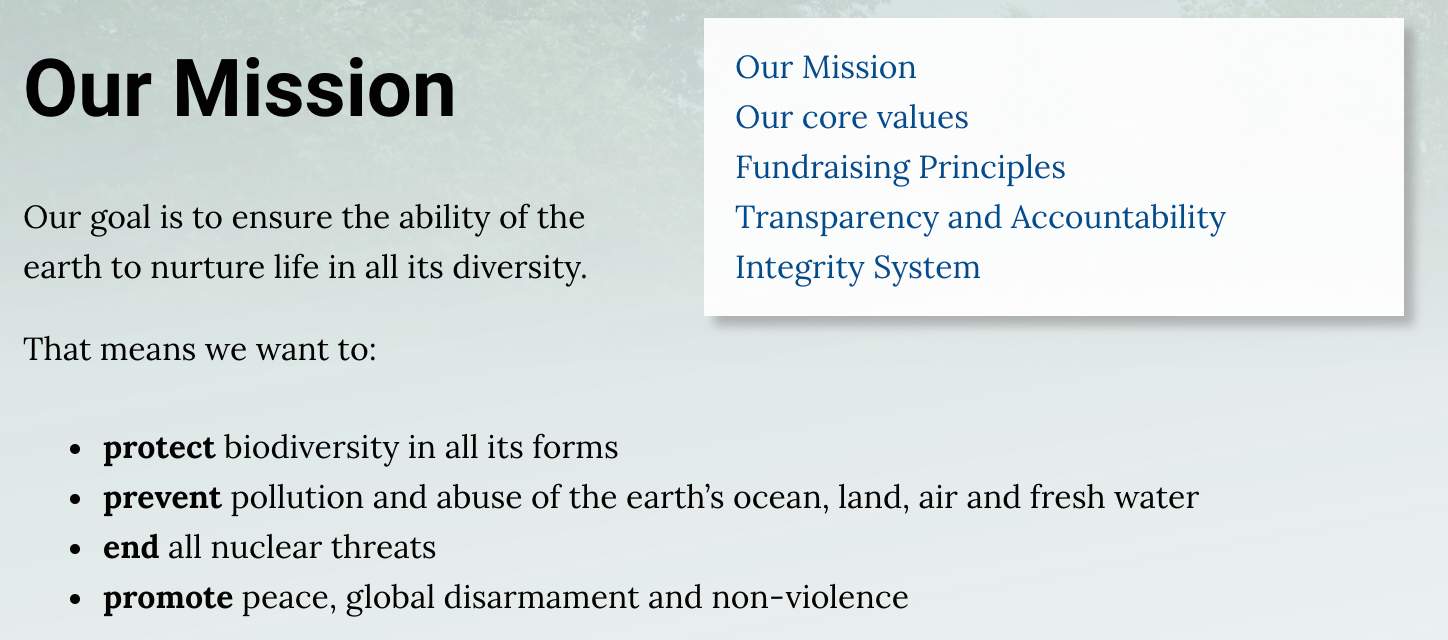 Our Mission
Our goal is to ensure the ability of the
earth to nurture life in all its diversity.
That means we want to:
• protect biodiversity in all its forms
• prevent pollution and abuse of the earth’s ocean, land, air and fresh water
• end all nuclear threats
• promote peace, global disarmament and non-violence
Our Mission
Our core values
Fundraising Principles
Transparency and Accountability
Integrity System